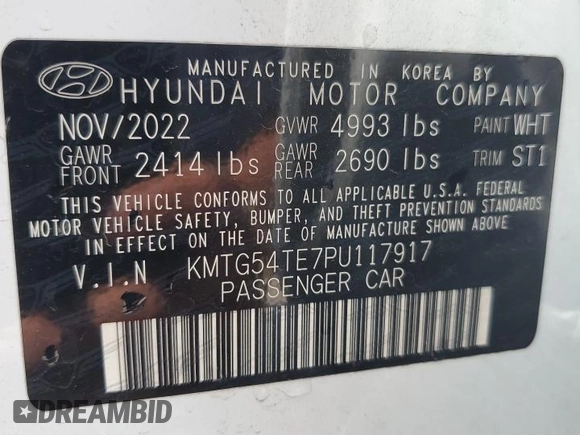 MANUFACTURED IN KOREA BY
HYUNDAI MOTOR COMPANY
NOV/2022 GVWR 4993 lbs PAINT WHT
GAWR FRONT 2414 lbs GAWR REAR 2690 lbs TRIM ST1
THIS VEHICLE CONFORMS TO ALL APPLICABLE U.S.A. FEDERAL
MOTOR VEHICLE SAFETY, BUMPER, AND THEFT PREVENTION STANDARDS
IN EFFECT ON THE DATE OF MANUFACTURE SHOWN ABOVE
V.I.N KMTG54TE7PU117917
PASSENGER CAR
DREAMBID